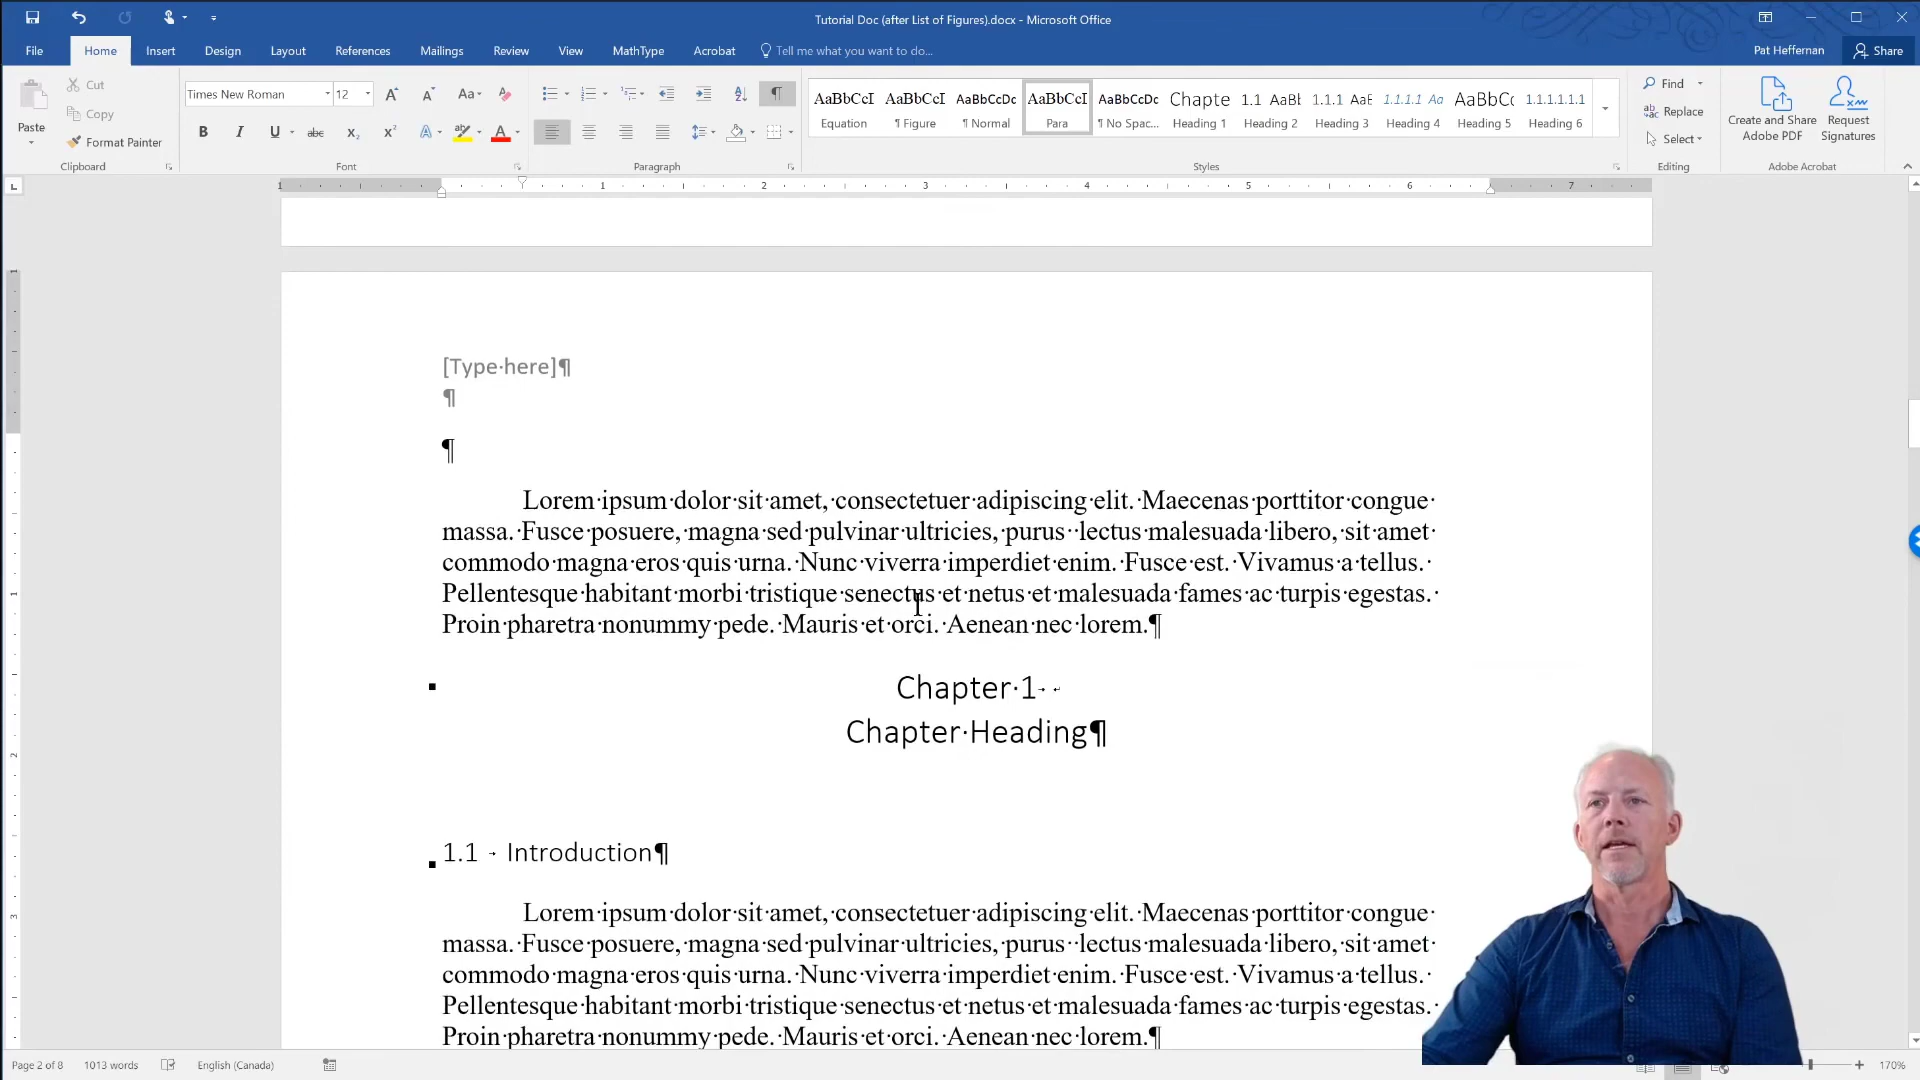 Tutorial Doc (after List of Figures).docx - Microsoft Office
File Home Insert Design Layout References Mailings Review View MathType Acrobat Tell me what you want to do... Pat Heffernan Share
Paste
Cut
Copy
Format Painter
Clipboard
Times New Roman 12
Font
Paragraph
AaBbCcI AaBbCcI AaBbCcDc AaBbCcI AaBbCcDc Chapte 1.1 AaBl 1.1.1 AaE 1.1.1.1 Aa AaBbCc 1.1.1.1.1.1
Equation ¶ Figure ¶ Normal Para ¶ No Spac... Heading 1 Heading 2 Heading 3 Heading 4 Heading 5 Heading 6
Styles
Find
Replace
Select
Editing
Create and Share
Adobe PDF
Request
Signatures
Adobe Acrobat
1 1 2 3 4 5 6 7
[Type·here]¶
¶
¶
Lorem·ipsum·dolor·sit·amet,·consectetuer·adipiscing·elit.·Maecenas·porttitor·congue·
massa.·Fusce·posuere,·magna·sed·pulvinar·ultricies,·purus··lectus·malesuada·libero,·sit·amet·
commodo·magna·eros·quis·urna.·Nunc·viverra·imperdiet·enim.·Fusce·est.·Vivamus·a·tellus.·
Pellentesque·habitant·morbi·tristique·senectus·et·netus·et·malesuada·fames·ac·turpis·egestas.·
Proin·pharetra·nonummy·pede.·Mauris·et·orci.·Aenean·nec·lorem.¶
Chapter·1
Chapter·Heading¶
1.1 → Introduction¶
Lorem·ipsum·dolor·sit·amet,·consectetuer·adipiscing·elit.·Maecenas·porttitor·congue·
massa.·Fusce·posuere,·magna·sed·pulvinar·ultricies,·purus··lectus·malesuada·libero,·sit·amet·
commodo·magna·eros·quis·urna.·Nunc·viverra·imperdiet·enim.·Fusce·est.·Vivamus·a·tellus.·
Pellentesque·habitant·morbi·tristique·senectus·et·netus·et·malesuada·fames·ac·turpis·egestas.·
Proin·pharetra·nonummy·pede.·Mauris·et·orci.·Aenean·nec·lorem.¶
Page 2 of 8 1013 words English (Canada) 170%